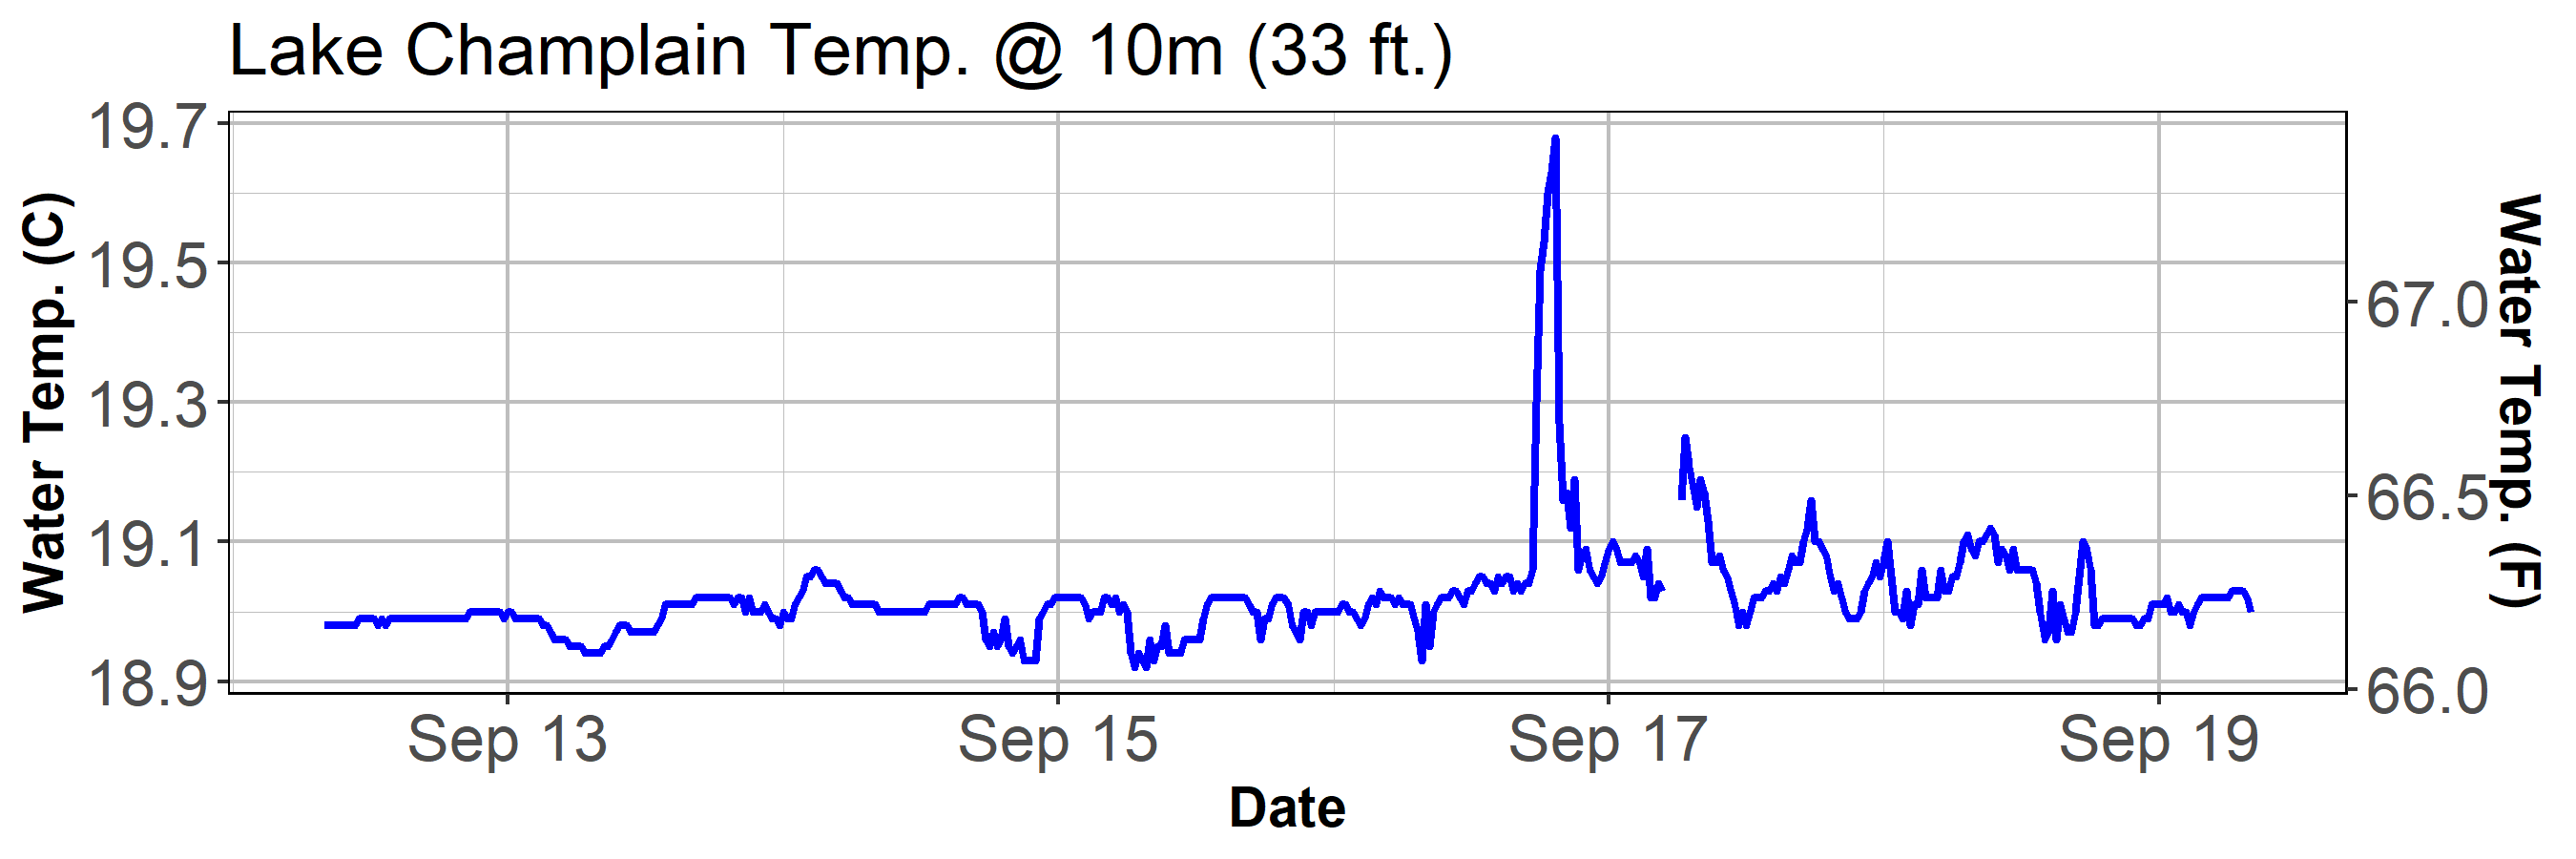 Lake Champlain Temp. @ 10m (33 ft.)
Water Temp. (C)
19.7
19.5
19.3
19.1
18.9
67.0
66.5
66.0
Water Temp. (F)
Sep 13
Sep 15
Sep 17
Sep 19
Date